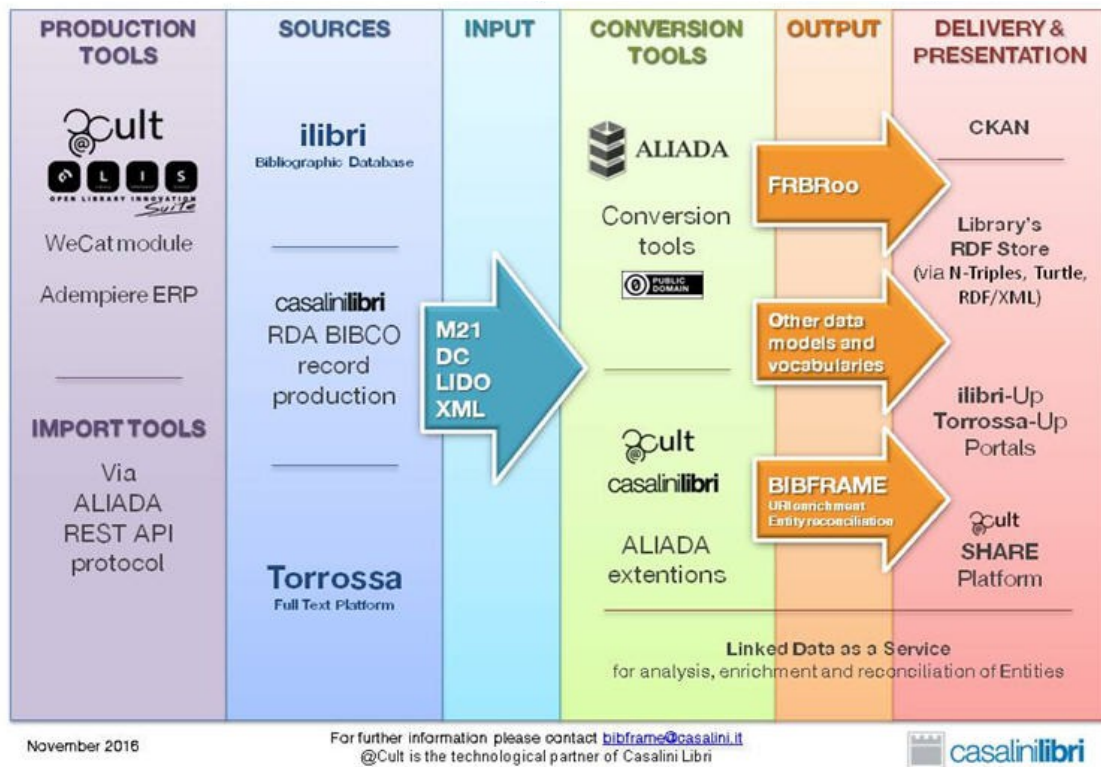 PRODUCTION
TOOLS
@cult
OLIS
OPEN LIBRARY INNOVATION
Suite
WeCat module
Adempiere ERP
IMPORT TOOLS
Via
ALIADA
REST API
protocol
SOURCES
ilibri
Bibliographic Database
casalinilibri
RDA BIBCO
record
production
Torrossa
Full Text Platform
INPUT
M21
DC
LIDO
XML
CONVERSION
TOOLS
ALIADA
Conversion
tools
0 PUBLIC
DOMAIN
@cult
casalinilibri
ALIADA
extentions
OUTPUT
FRBRoo
Other data
models and
vocabularies
BIBFRAME
URI enrichment
Entity reconciliation
DELIVERY &
PRESENTATION
CKAN
Library's
RDF Store
(via N-Triples, Turtle,
RDF/XML)
ilibri-Up
Torrossa-Up
Portals
@cult
SHARE
Platform
Linked Data as a Service
for analysis, enrichment and reconciliation of Entities
November 2016
For further information please contact bibframe@casalini.it
@Cult is the technological partner of Casalini Libri
casalinilibri